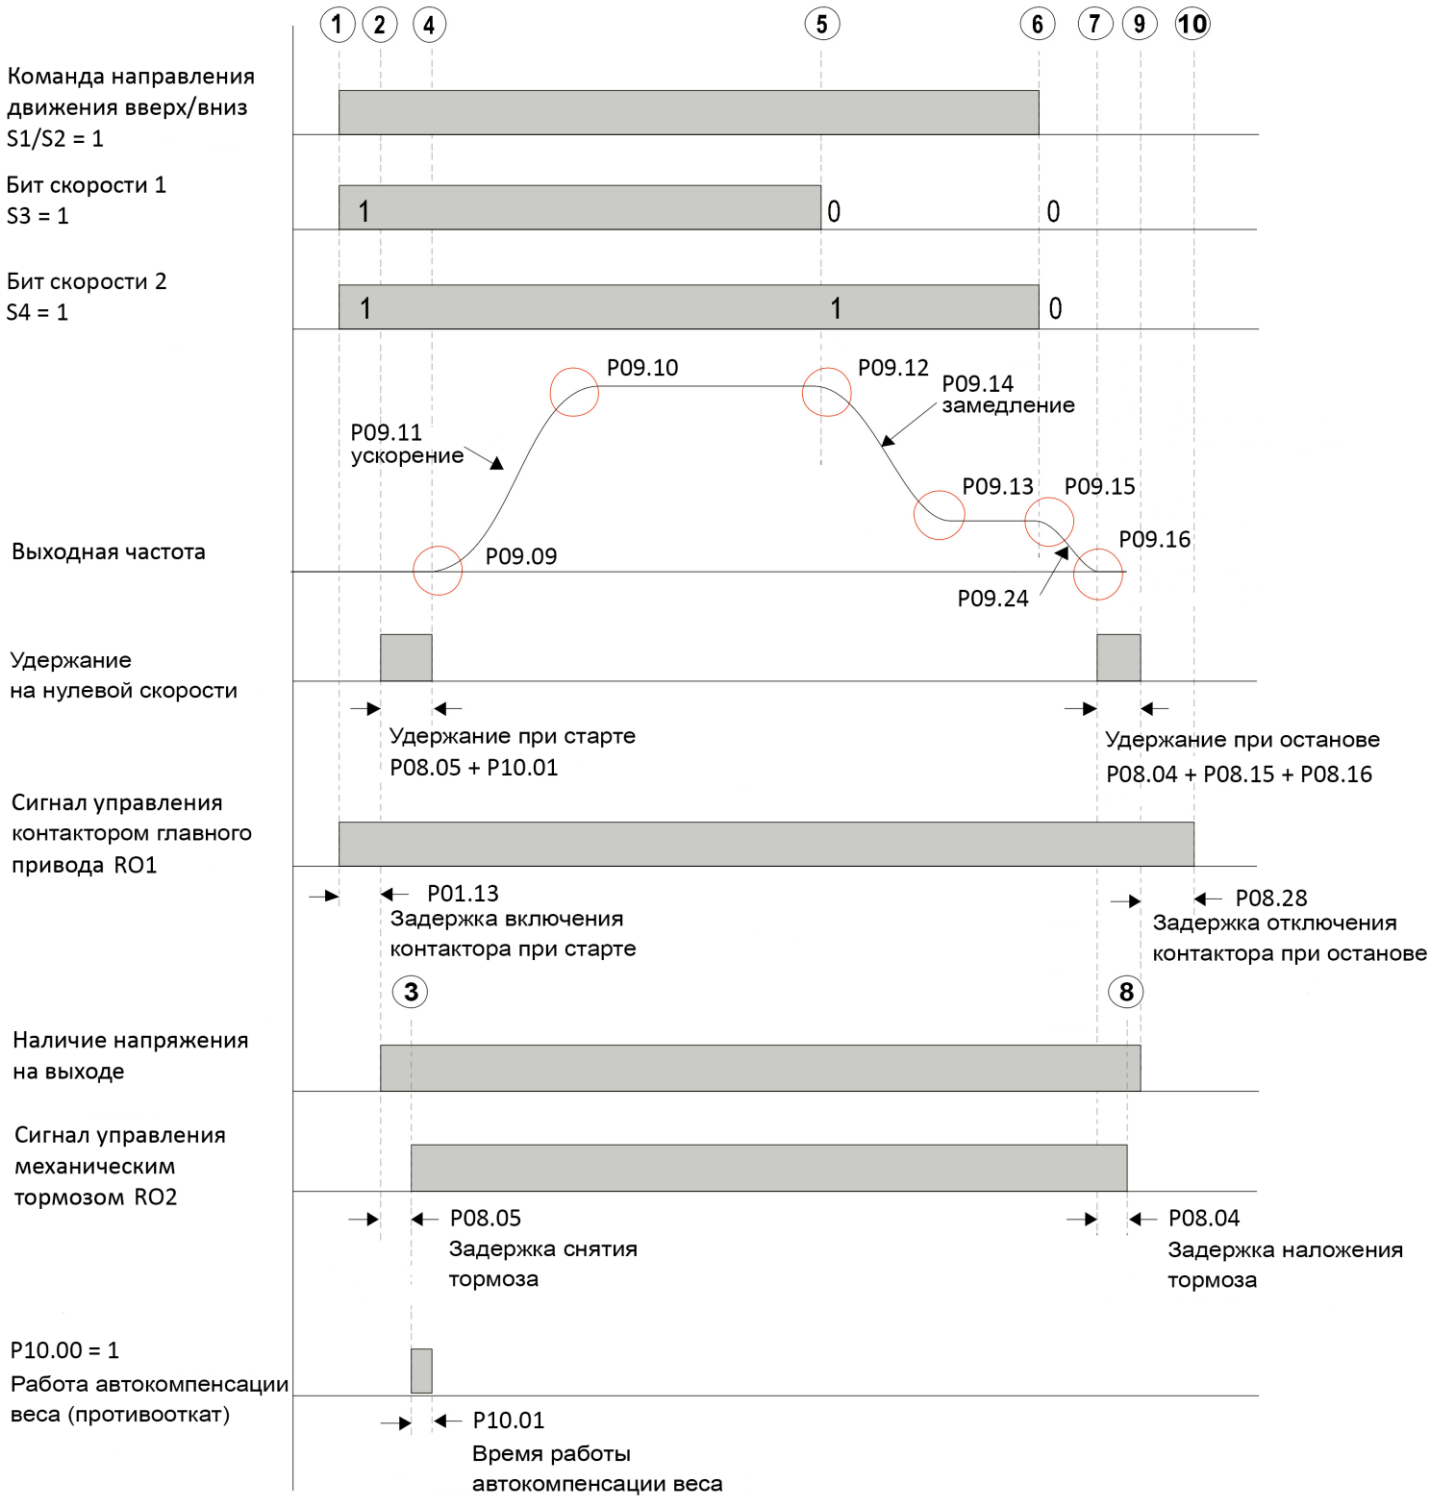 1 2 4 5 6 7 9 10
Команда направления
движения вверх/вниз
S1/S2 = 1
Бит скорости 1
S3 = 1
1 0 0
Бит скорости 2
S4 = 1
1 1 0
P09.10
P09.12
P09.14
замедление
P09.11
ускорение
P09.13
P09.15
Выходная частота
P09.09
P09.16
P09.24
Удержание
на нулевой скорости
Удержание при старте
P08.05 + P10.01
Удержание при останове
P08.04 + P08.15 + P08.16
Сигнал управления
контактором главного
привода RO1
P01.13
Задержка включения
контактора при старте
P08.28
Задержка отключения
контактора при останове
3 8
Наличие напряжения
на выходе
Сигнал управления
механическим
тормозом RO2
P08.05
Задержка снятия
тормоза
P08.04
Задержка наложения
тормоза
P10.00 = 1
Работа автокомпенсации
веса (противооткат)
P10.01
Время работы
автокомпенсации веса